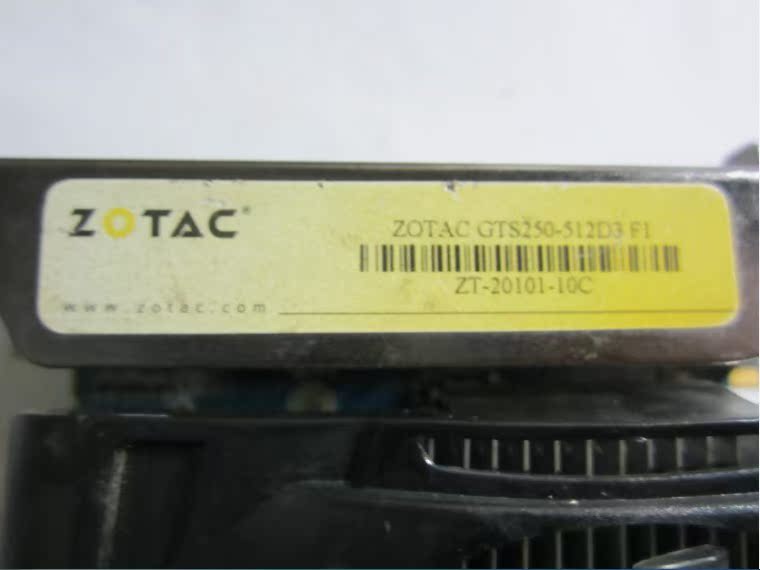 ZOTAC®
ZOTAC GTS250-512D3 F1
ZT-20101-10C
www.zotac.com